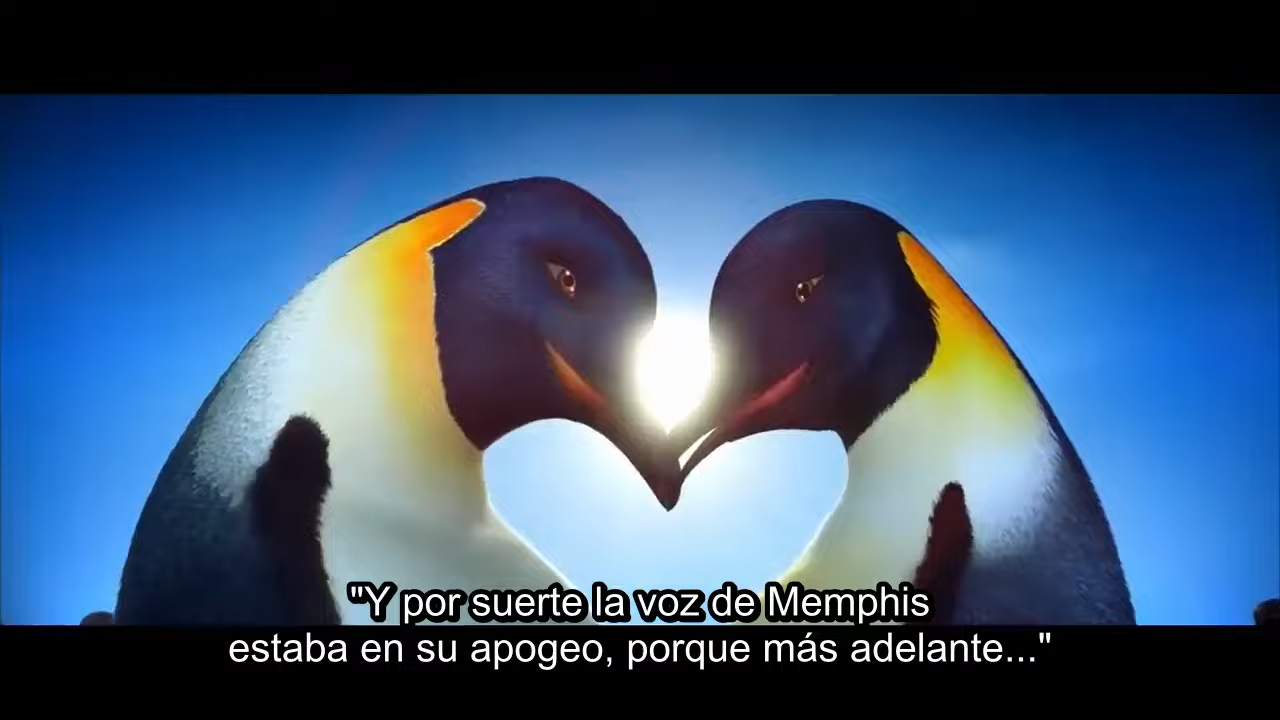 "Y por suerte la voz de Memphis
estaba en su apogeo, porque más adelante..."